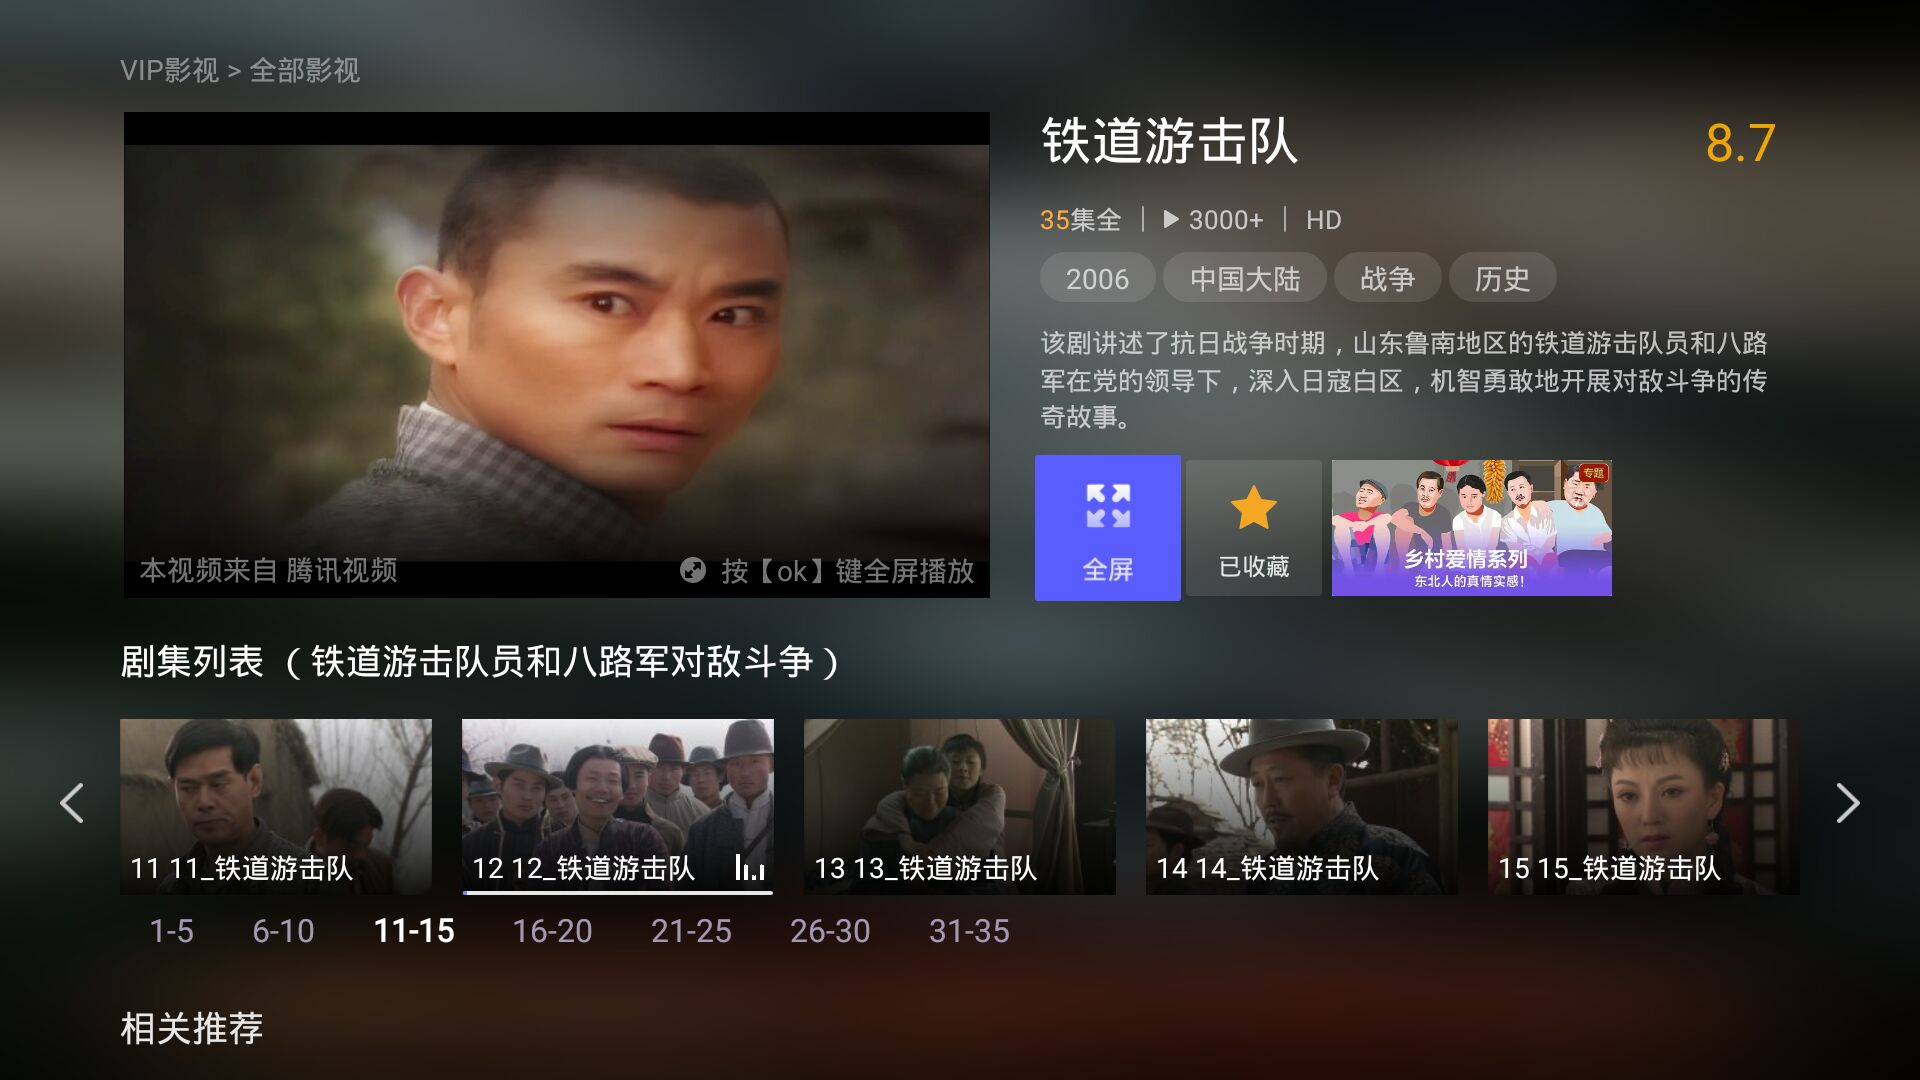 VIP影视 > 全部影视
铁道游击队
8.7
35集全 | 3000+ | HD
2006 中国大陆 战争 历史
该剧讲述了抗日战争时期，山东鲁南地区的铁道游击队员和八路
军在党的领导下，深入日寇白区，机智勇敢地开展对敌斗争的传
奇故事。
本视频来自 腾讯视频
按【ok】键全屏播放
全屏
已收藏
专题
乡村爱情系列
东北人的真情实感！
剧集列表 （铁道游击队员和八路军对敌斗争）
11 11_铁道游击队
12 12_铁道游击队
13 13_铁道游击队
14 14_铁道游击队
15 15_铁道游击队
1-5 6-10 11-15 16-20 21-25 26-30 31-35
相关推荐